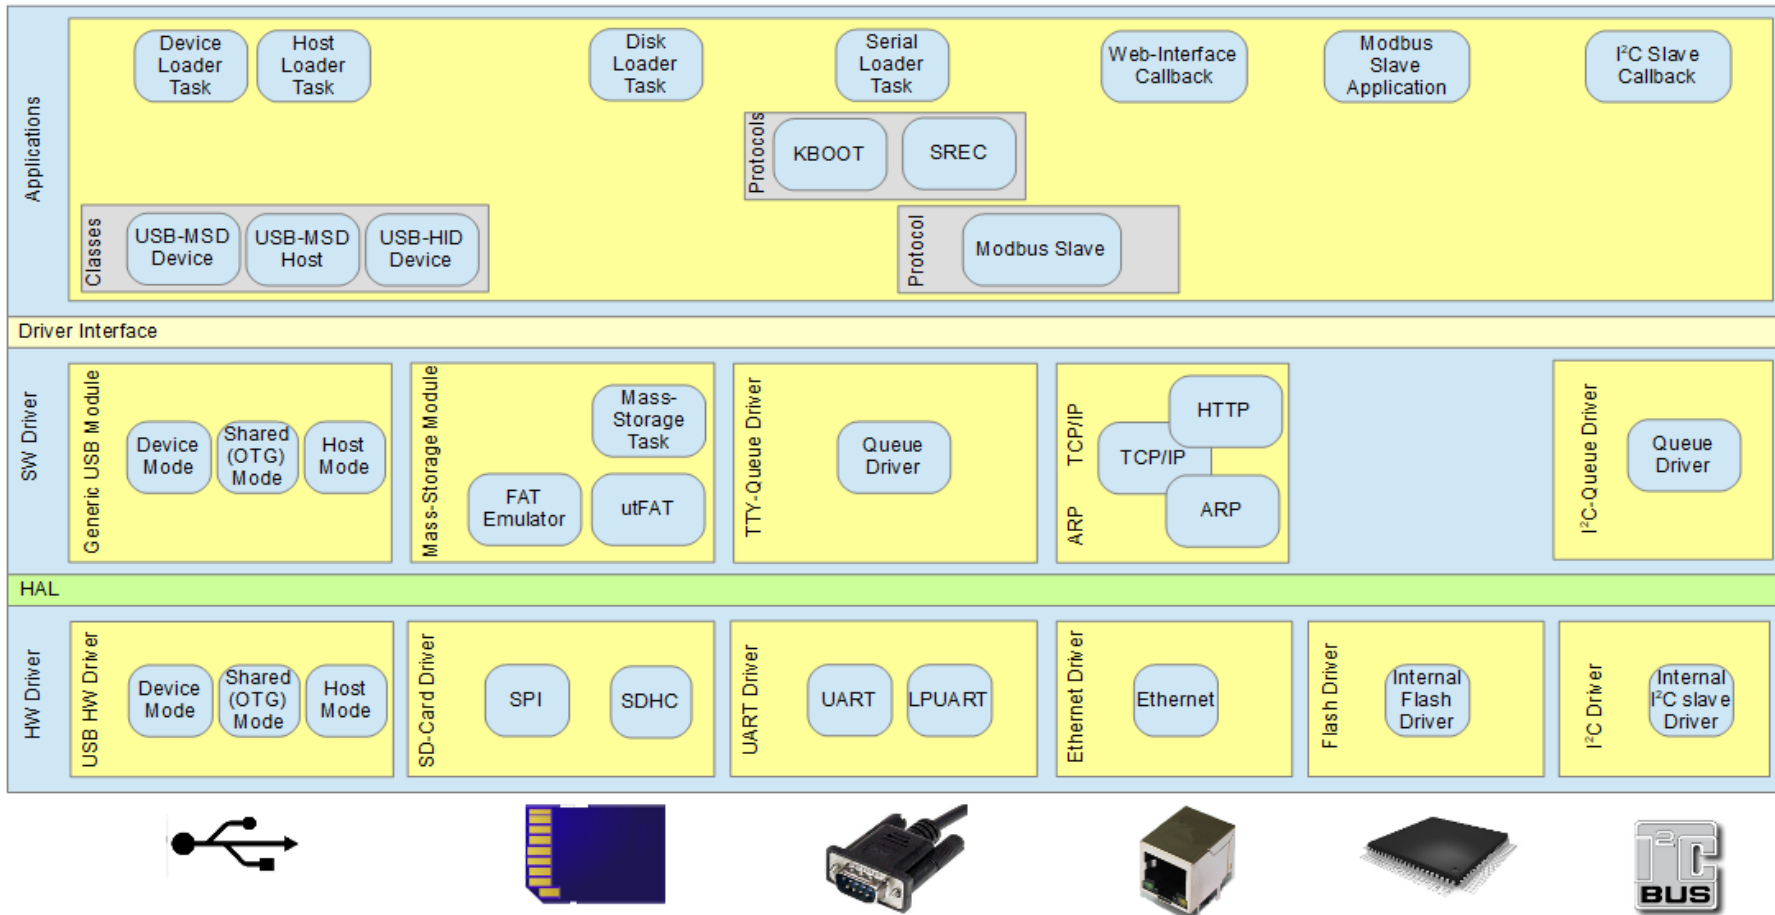 Applications
Device
Loader
Task
Host
Loader
Task
Disk
Loader
Task
Serial
Loader
Task
Web-Interface
Callback
Modbus
Slave
Application
I²C Slave
Callback
Protocols
KBOOT
SREC
Classes
USB-MSD
Device
USB-MSD
Host
USB-HID
Device
Protocol
Modbus Slave
Driver Interface
SW Driver
Generic USB Module
Device
Mode
Shared
(OTG)
Mode
Host
Mode
Mass-Storage Module
Mass-
Storage
Task
FAT
Emulator
utFAT
TTY-Queue Driver
Queue
Driver
ARP TCP/IP
HTTP
TCP/IP
ARP
I²C-Queue Driver
Queue
Driver
HAL
HW Driver
USB HW Driver
Device
Mode
Shared
(OTG)
Mode
Host
Mode
SD-Card Driver
SPI
SDHC
UART Driver
UART
LPUART
Ethernet Driver
Ethernet
Flash Driver
Internal
Flash
Driver
I²C Driver
Internal
I²C slave
Driver
I²C
BUS